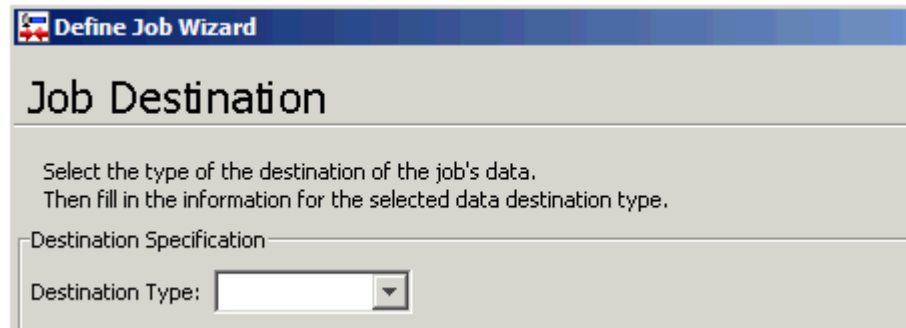 Define Job Wizard
Job Destination
Select the type of the destination of the job's data.
Then fill in the information for the selected data destination type.
Destination Specification
Destination Type: